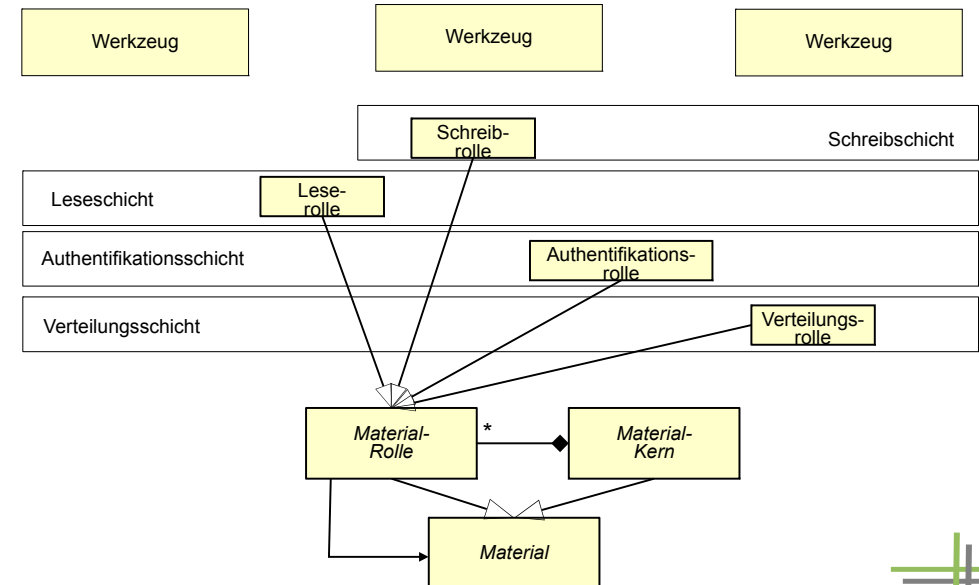 Werkzeug
Werkzeug
Werkzeug
Schreib-
rolle
Schreibschicht
Leseschicht
Lese-
rolle
Authentifikationsschicht
Authentifikations-
rolle
Verteilungsschicht
Verteilungs-
rolle
Material-
Rolle
*
Material-
Kern
Material